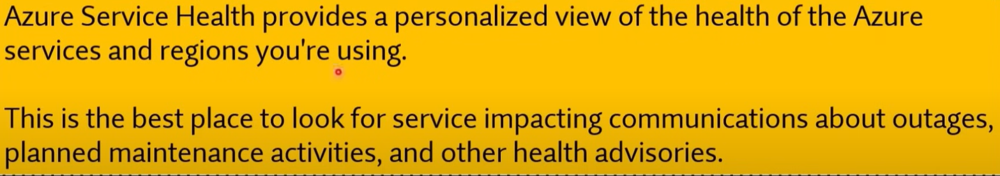 Azure Service Health provides a personalized view of the health of the Azure
services and regions you're using.
This is the best place to look for service impacting communications about outages,
planned maintenance activities, and other health advisories.